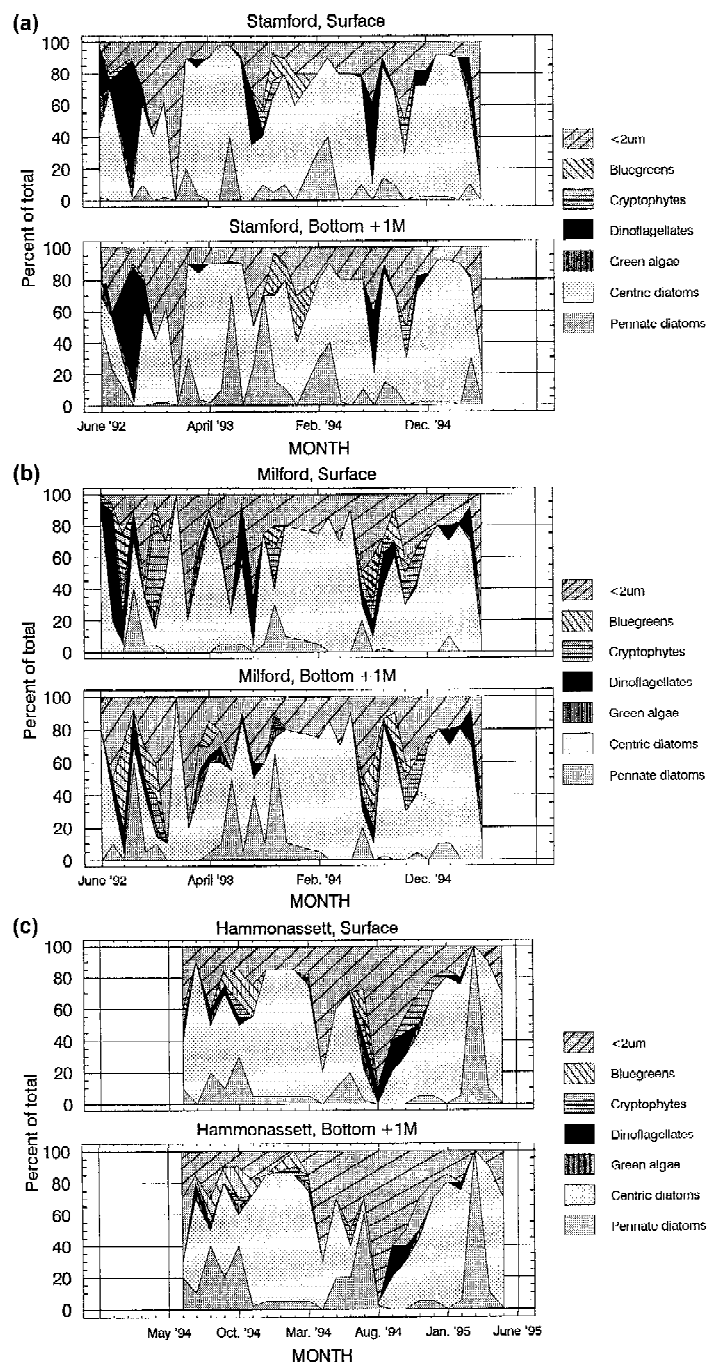 (a)
Stamford, Surface
Percent of total
100
80
60
40
20
0
Stamford, Bottom +1M
100
80
60
40
20
0
June '92
April '93
Feb. '94
Dec. '94
MONTH
<2um
Bluegreens
Cryptophytes
Dinoflagellates
Green algae
Centric diatoms
Pennate diatoms
(b)
Milford, Surface
Percent of total
100
80
60
40
20
0
Milford, Bottom +1M
100
80
60
40
20
0
June '92
April '93
Feb. '94
Dec. '94
MONTH
<2um
Bluegreens
Cryptophytes
Dinoflagellates
Green algae
Centric diatoms
Pennate diatoms
(c)
Hammonassett, Surface
Percent of total
100
80
60
40
20
0
Hammonassett, Bottom +1M
100
80
60
40
20
0
May '94
Oct. '94
Mar. '94
Aug. '94
Jan. '95
June '95
MONTH
<2um
Bluegreens
Cryptophytes
Dinoflagellates
Green algae
Centric diatoms
Pennate diatoms